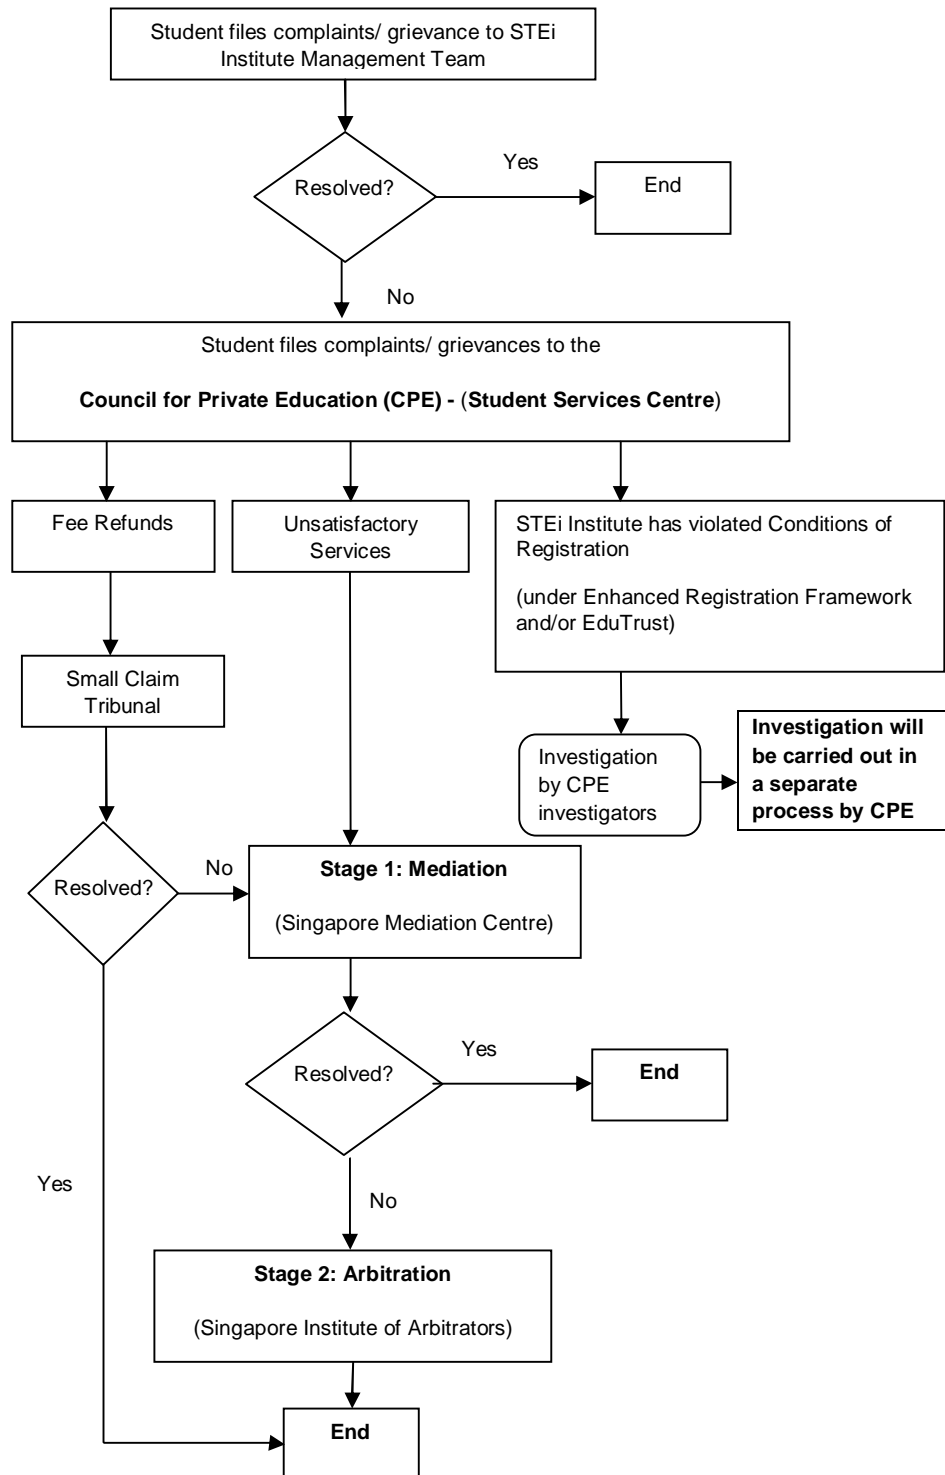 Student files complaints/ grievance to STEi
Institute Management Team
Resolved?
Yes
End
No
Student files complaints/ grievances to the
Council for Private Education (CPE) - (Student Services Centre)
Fee Refunds
Unsatisfactory
Services
STEi Institute has violated Conditions of
Registration
(under Enhanced Registration Framework
and/or EduTrust)
Small Claim
Tribunal
Investigation
by CPE
investigators
Investigation will
be carried out in
a separate
process by CPE
Resolved?
No
Stage 1: Mediation
(Singapore Mediation Centre)
Resolved?
Yes
End
Yes
No
Stage 2: Arbitration
(Singapore Institute of Arbitrators)
End